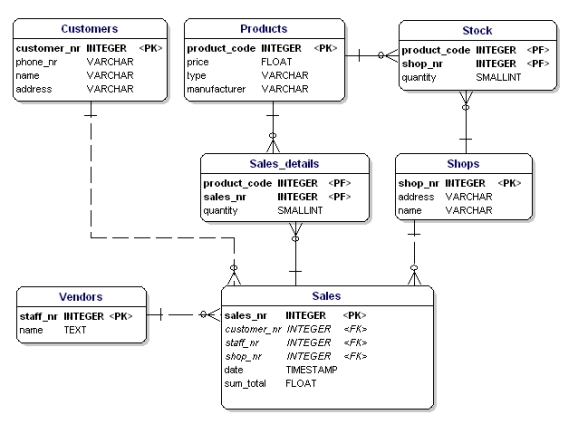 Customers
customer_nr INTEGER <PK>
phone_nr VARCHAR
name VARCHAR
address VARCHAR
Products
product_code INTEGER <PK>
price FLOAT
type VARCHAR
manufacturer VARCHAR
Stock
product_code INTEGER <PF>
shop_nr INTEGER <PF>
quantity SMALLINT
Sales_details
product_code INTEGER <PF>
sales_nr INTEGER <PF>
quantity SMALLINT
Shops
shop_nr INTEGER <PK>
address VARCHAR
name VARCHAR
Vendors
staff_nr INTEGER <PK>
name TEXT
Sales
sales_nr INTEGER <PK>
customer_nr INTEGER <FK>
staff_nr INTEGER <FK>
shop_nr INTEGER <FK>
date TIMESTAMP
sum_total FLOAT